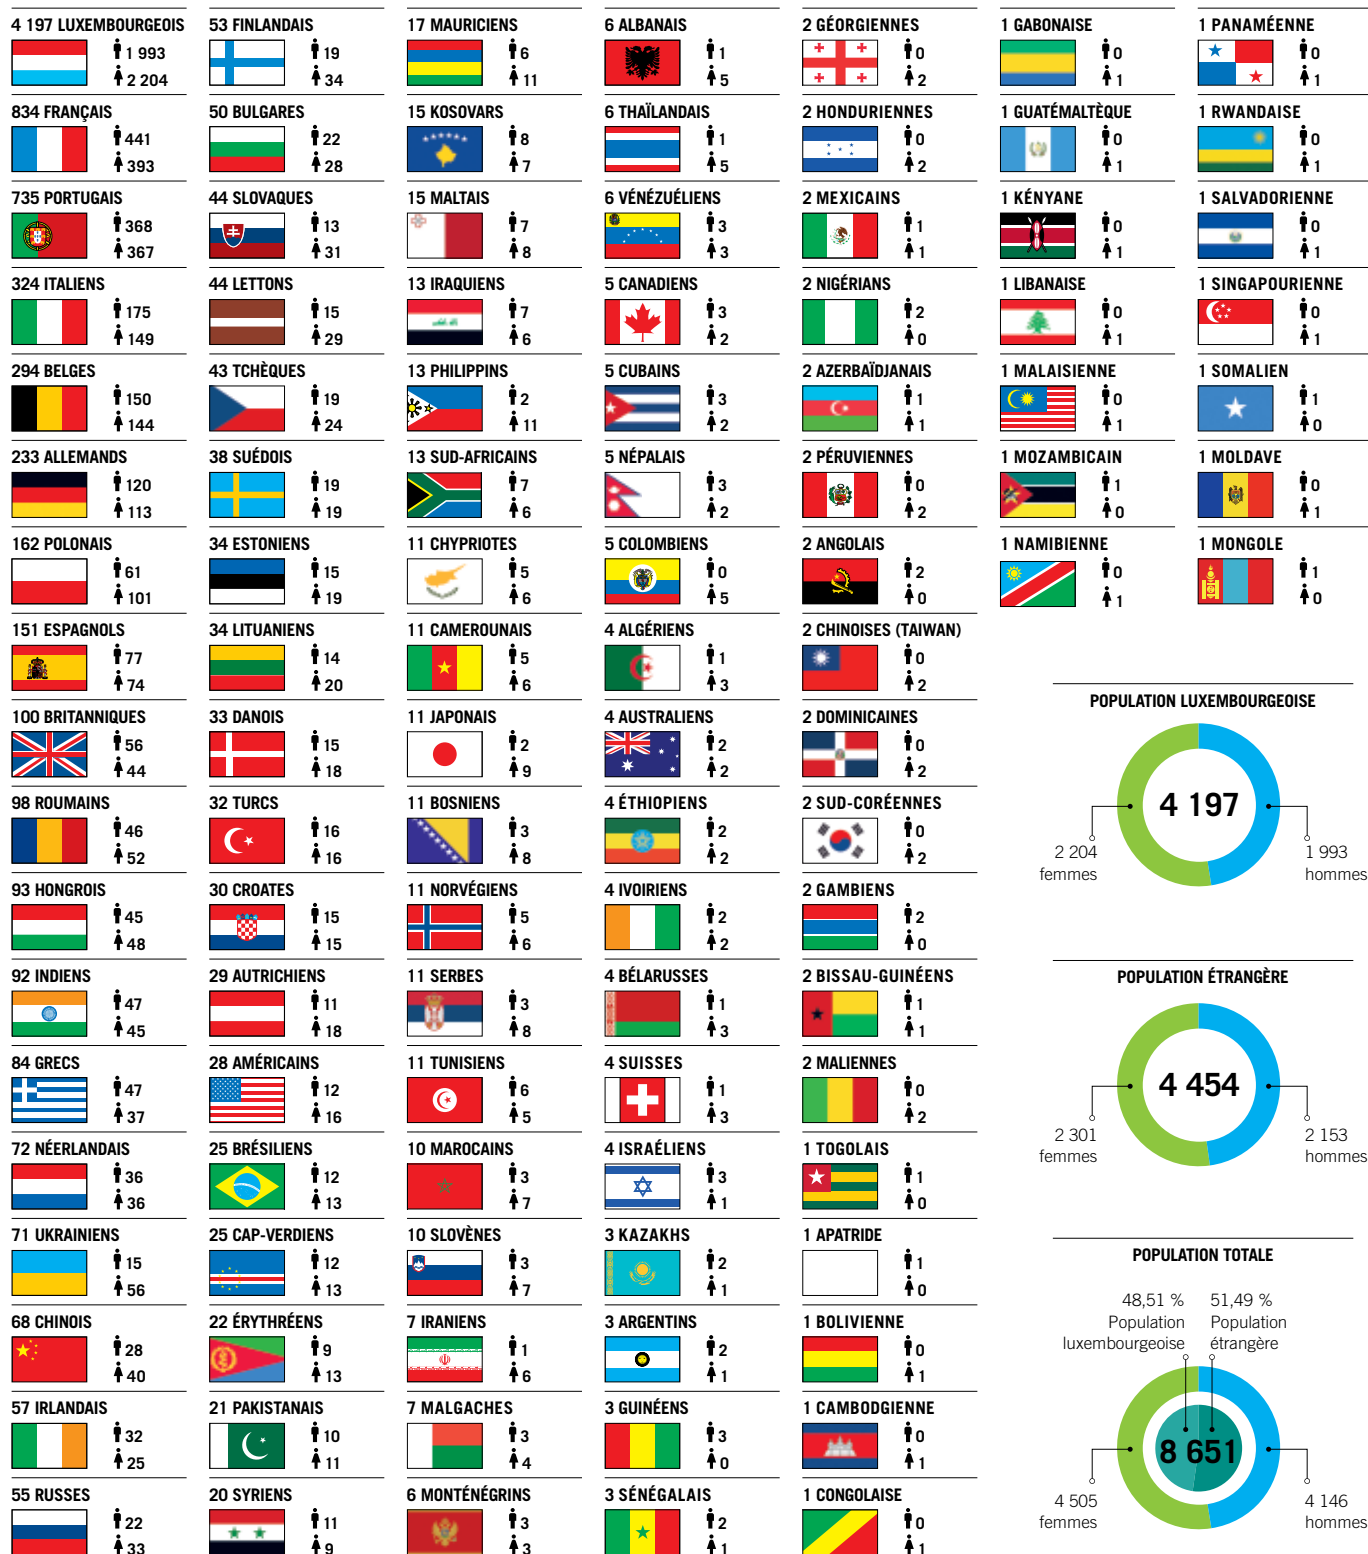 4 197 LUXEMBOURGEOIS
1 993
2 204
834 FRANÇAIS
441
393
735 PORTUGAIS
368
367
324 ITALIENS
175
149
294 BELGES
150
144
233 ALLEMANDS
120
113
162 POLONAIS
61
101
151 ESPAGNOLS
77
74
100 BRITANNIQUES
56
44
98 ROUMAINS
46
52
93 HONGROIS
45
48
92 INDIENS
47
45
84 GRECS
47
37
72 NÉERLANDAIS
36
36
71 UKRAINIENS
15
56
68 CHINOIS
28
40
57 IRLANDAIS
32
25
55 RUSSES
22
33
53 FINLANDAIS
19
34
50 BULGARES
22
28
44 SLOVAQUES
13
31
44 LETTONS
15
29
43 TCHÈQUES
19
24
38 SUÉDOIS
19
19
34 ESTONIENS
15
19
34 LITUANIENS
14
20
33 DANOIS
15
18
32 TURCS
16
16
30 CROATES
15
15
29 AUTRICHIENS
11
18
28 AMÉRICAINS
12
16
25 BRÉSILIENS
12
13
25 CAP-VERDIENS
12
13
22 ÉRYTHRÉENS
9
13
21 PAKISTANAIS
10
11
20 SYRIENS
11
9
17 MAURICIENS
6
11
15 KOSOVARS
8
7
15 MALTAIS
7
8
13 IRAQUIENS
7
6
13 PHILIPPINS
2
11
13 SUD-AFRICAINS
7
6
11 CHYPRIOTES
5
6
11 CAMEROUNAIS
5
6
11 JAPONAIS
2
9
11 BOSNIENS
3
8
11 NORVÉGIENS
5
6
11 SERBES
3
8
11 TUNISIENS
6
5
10 MAROCAINS
3
7
10 SLOVÈNES
3
7
7 IRANIENS
1
6
7 MALGACHES
3
4
6 MONTÉNÉGRINS
3
3
6 ALBANAIS
1
5
6 THAÏLANDAIS
1
5
6 VÉNÉZUÉLIENS
3
3
5 CANADIENS
3
2
5 CUBAINS
3
2
5 NÉPALAIS
3
2
5 COLOMBIENS
0
5
4 ALGÉRIENS
1
3
4 AUSTRALIENS
2
2
4 ÉTHIOPIENS
2
2
4 IVOIRIENS
2
2
4 BÉLARUSSES
1
3
4 SUISSES
1
3
4 ISRAÉLIENS
3
1
3 KAZAKHS
2
1
3 ARGENTINS
2
1
3 GUINÉENS
3
0
3 SÉNÉGALAIS
2
1
2 GÉORGIENNES
0
2
2 HONDURIENNES
0
2
2 MEXICAINS
1
1
2 NIGÉRIANS
2
0
2 AZERBAÏDJANAIS
1
1
2 PÉRUVIENNES
0
2
2 ANGOLAIS
2
0
2 CHINOISES (TAIWAN)
0
2
2 DOMINICAINES
0
2
2 SUD-CORÉENNES
0
2
2 GAMBIENS
2
0
2 BISSAU-GUINÉENS
1
1
2 MALIENNES
0
2
1 TOGOLAIS
1
0
1 APATRIDE
1
0
1 BOLIVIENNE
0
1
1 CAMBODGIENNE
0
1
1 CONGOLAISE
0
1
1 GABONAISE
0
1
1 GUATÉMALTÈQUE
0
1
1 KÉNYANE
0
1
1 LIBANAISE
0
1
1 MALAISIENNE
0
1
1 MOZAMBICAIN
1
0
1 NAMIBIENNE
0
1
1 PANAMÉENNE
0
1
1 RWANDAISE
0
1
1 SALVADORIENNE
0
1
1 SINGAPOURIENNE
0
1
1 SOMALIEN
1
0
1 MOLDAVE
0
1
1 MONGOLE
1
0
POPULATION LUXEMBOURGEOISE
4 197
2 204
femmes
1 993
hommes
POPULATION ÉTRANGÈRE
4 454
2 301
femmes
2 153
hommes
POPULATION TOTALE
48,51 %
Population
luxembourgeoise
51,49 %
Population
étrangère
8 651
4 505
femmes
4 146
hommes